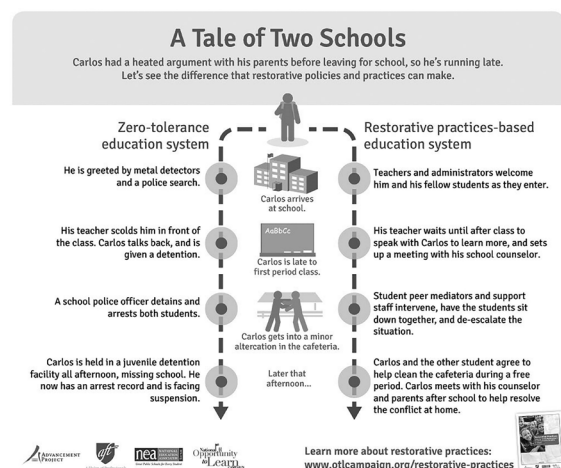 A Tale of Two Schools
Carlos had a heated argument with his parents before leaving for school, so he's running late.
Let's see the difference that restorative policies and practices can make.
Zero-tolerance
education system
Restorative practices-based
education system
He is greeted by metal detectors
and a police search.
Carlos arrives
at school.
Teachers and administrators welcome
him and his fellow students as they enter.
His teacher scolds him in front of
the class. Carlos talks back, and is
given a detention.
AaBbCc
Carlos is late to
first period class.
His teacher waits until after class to
speak with Carlos to learn more, and sets
up a meeting with his school counselor.
A school police officer detains and
arrests both students.
Carlos gets into a minor
altercation in the cafeteria.
Student peer mediators and support
staff intervene, have the students sit
down together, and de-escalate the
situation.
Carlos is held in a juvenile detention
facility all afternoon, missing school. He
now has an arrest record and is facing
suspension.
Later that
afternoon...
Carlos and the other student agree to
help clean the cafeteria during a free
period. Carlos meets with his counselor
and parents after school to help resolve
the conflict at home.
ADVANCEMENT
PROJECT
aft
nea
National
Opportunity
to Learn
Learn more about restorative practices:
www.otlcampaign.org/restorative-practices